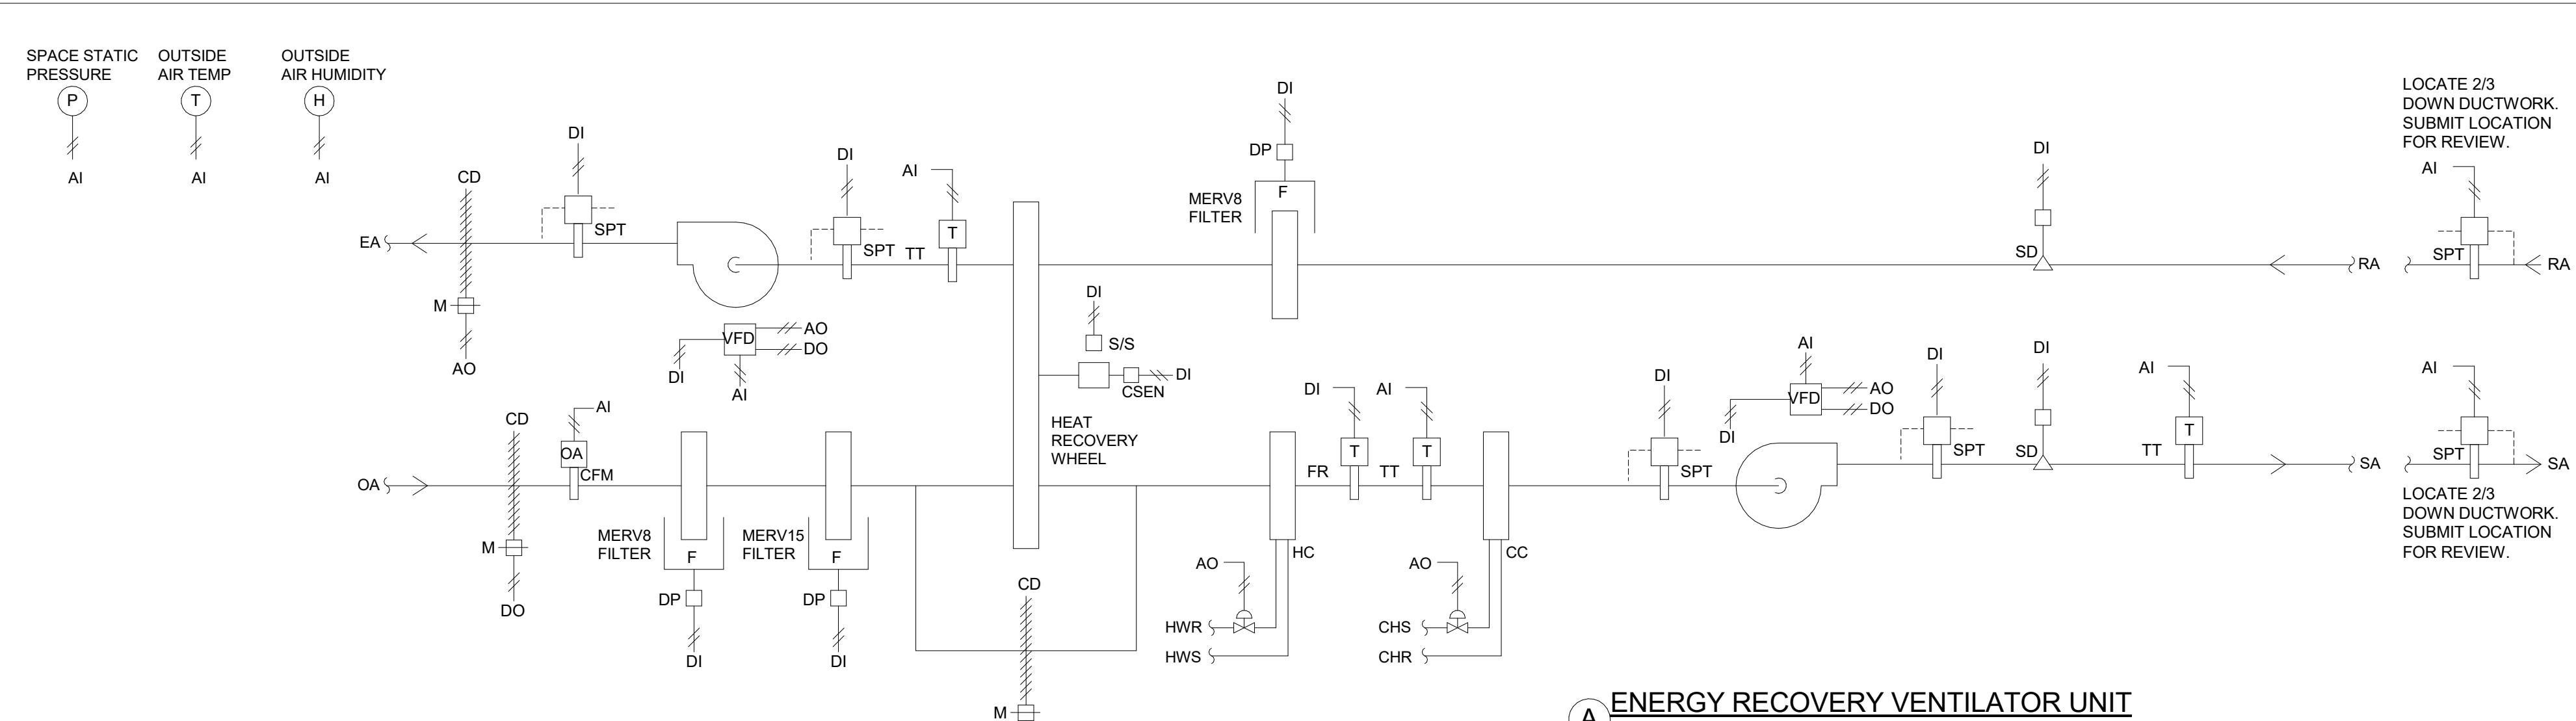 SPACE STATIC
PRESSURE
P
AI
OUTSIDE
AIR TEMP
T
AI
OUTSIDE
AIR HUMIDITY
H
AI
EA
CD
M
AO
DI
SPT
VFD
AO
DO
DI
AI
DI
SPT
TT
AI
T
DI
DP
MERV8
FILTER
F
DI
S/S
CSEN
DI
HEAT
RECOVERY
WHEEL
DI
SD
RA
LOCATE 2/3
DOWN DUCTWORK.
SUBMIT LOCATION
FOR REVIEW.
AI
SPT
RA
OA
CD
M
DO
AI
OA
CFM
MERV8
FILTER
F
DP
DI
MERV15
FILTER
F
DP
DI
CD
M
HC
AO
HWR
HWS
DI
FR
T
AI
TT
T
CC
AO
CHS
CHR
DI
SPT
AI
VFD
AO
DO
DI
DI
SPT
DI
SD
AI
TT
T
SA
AI
SPT
SA
LOCATE 2/3
DOWN DUCTWORK.
SUBMIT LOCATION
FOR REVIEW.
A
ENERGY RECOVERY VENTILATOR UNIT